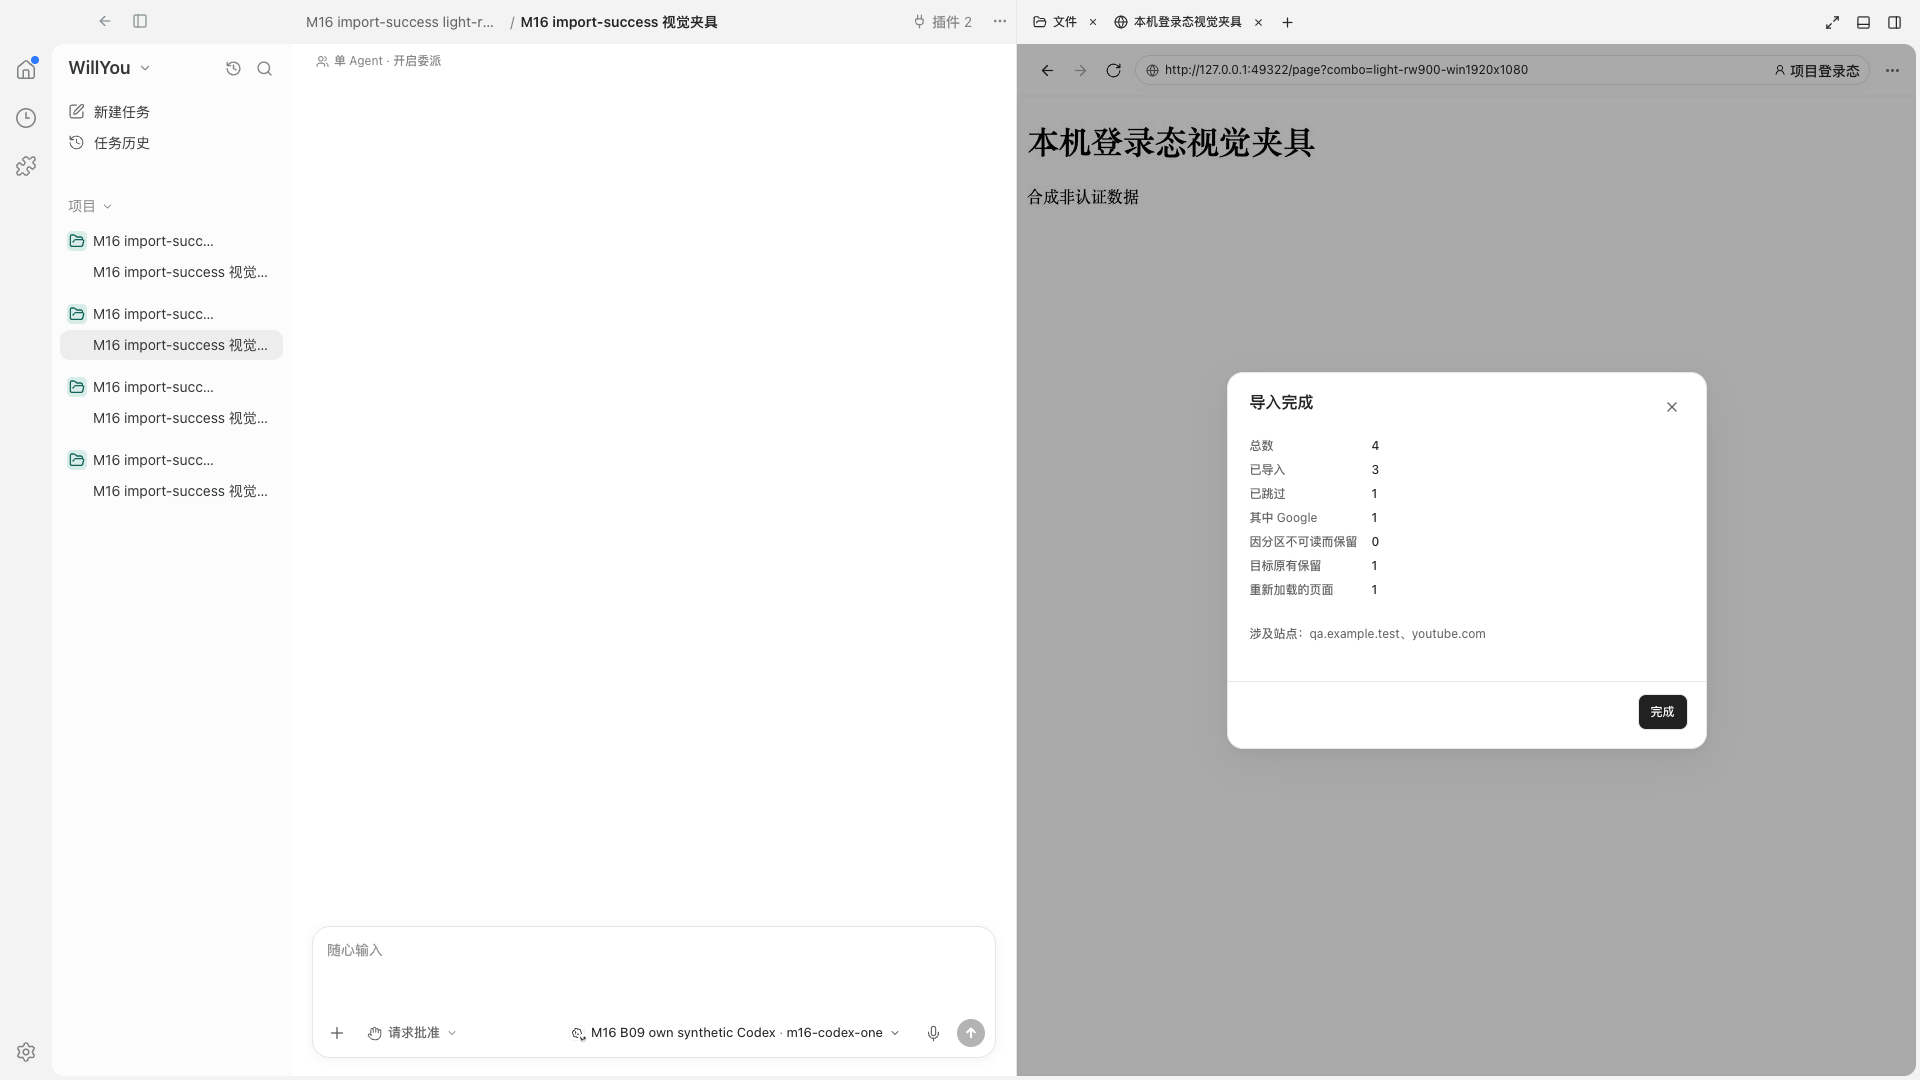 M16 import-success light-r... / M16 import-success 视觉夹具
插件 2
文件
本机登录态视觉夹具
WillYou
新建任务
任务历史
项目
M16 import-succ...
M16 import-success 视觉...
M16 import-succ...
M16 import-success 视觉...
M16 import-succ...
M16 import-success 视觉...
M16 import-succ...
M16 import-success 视觉...
单 Agent · 开启委派
随心输入
请求批准
M16 B09 own synthetic Codex · m16-codex-one
http://127.0.0.1:49322/page?combo=light-rw900-win1920x1080
项目登录态
本机登录态视觉夹具
合成非认证数据
导入完成
总数 4
已导入 3
已跳过 1
其中 Google 1
因分区不可读而保留 0
目标原有保留 1
重新加载的页面 1
涉及站点：qa.example.test、youtube.com
完成